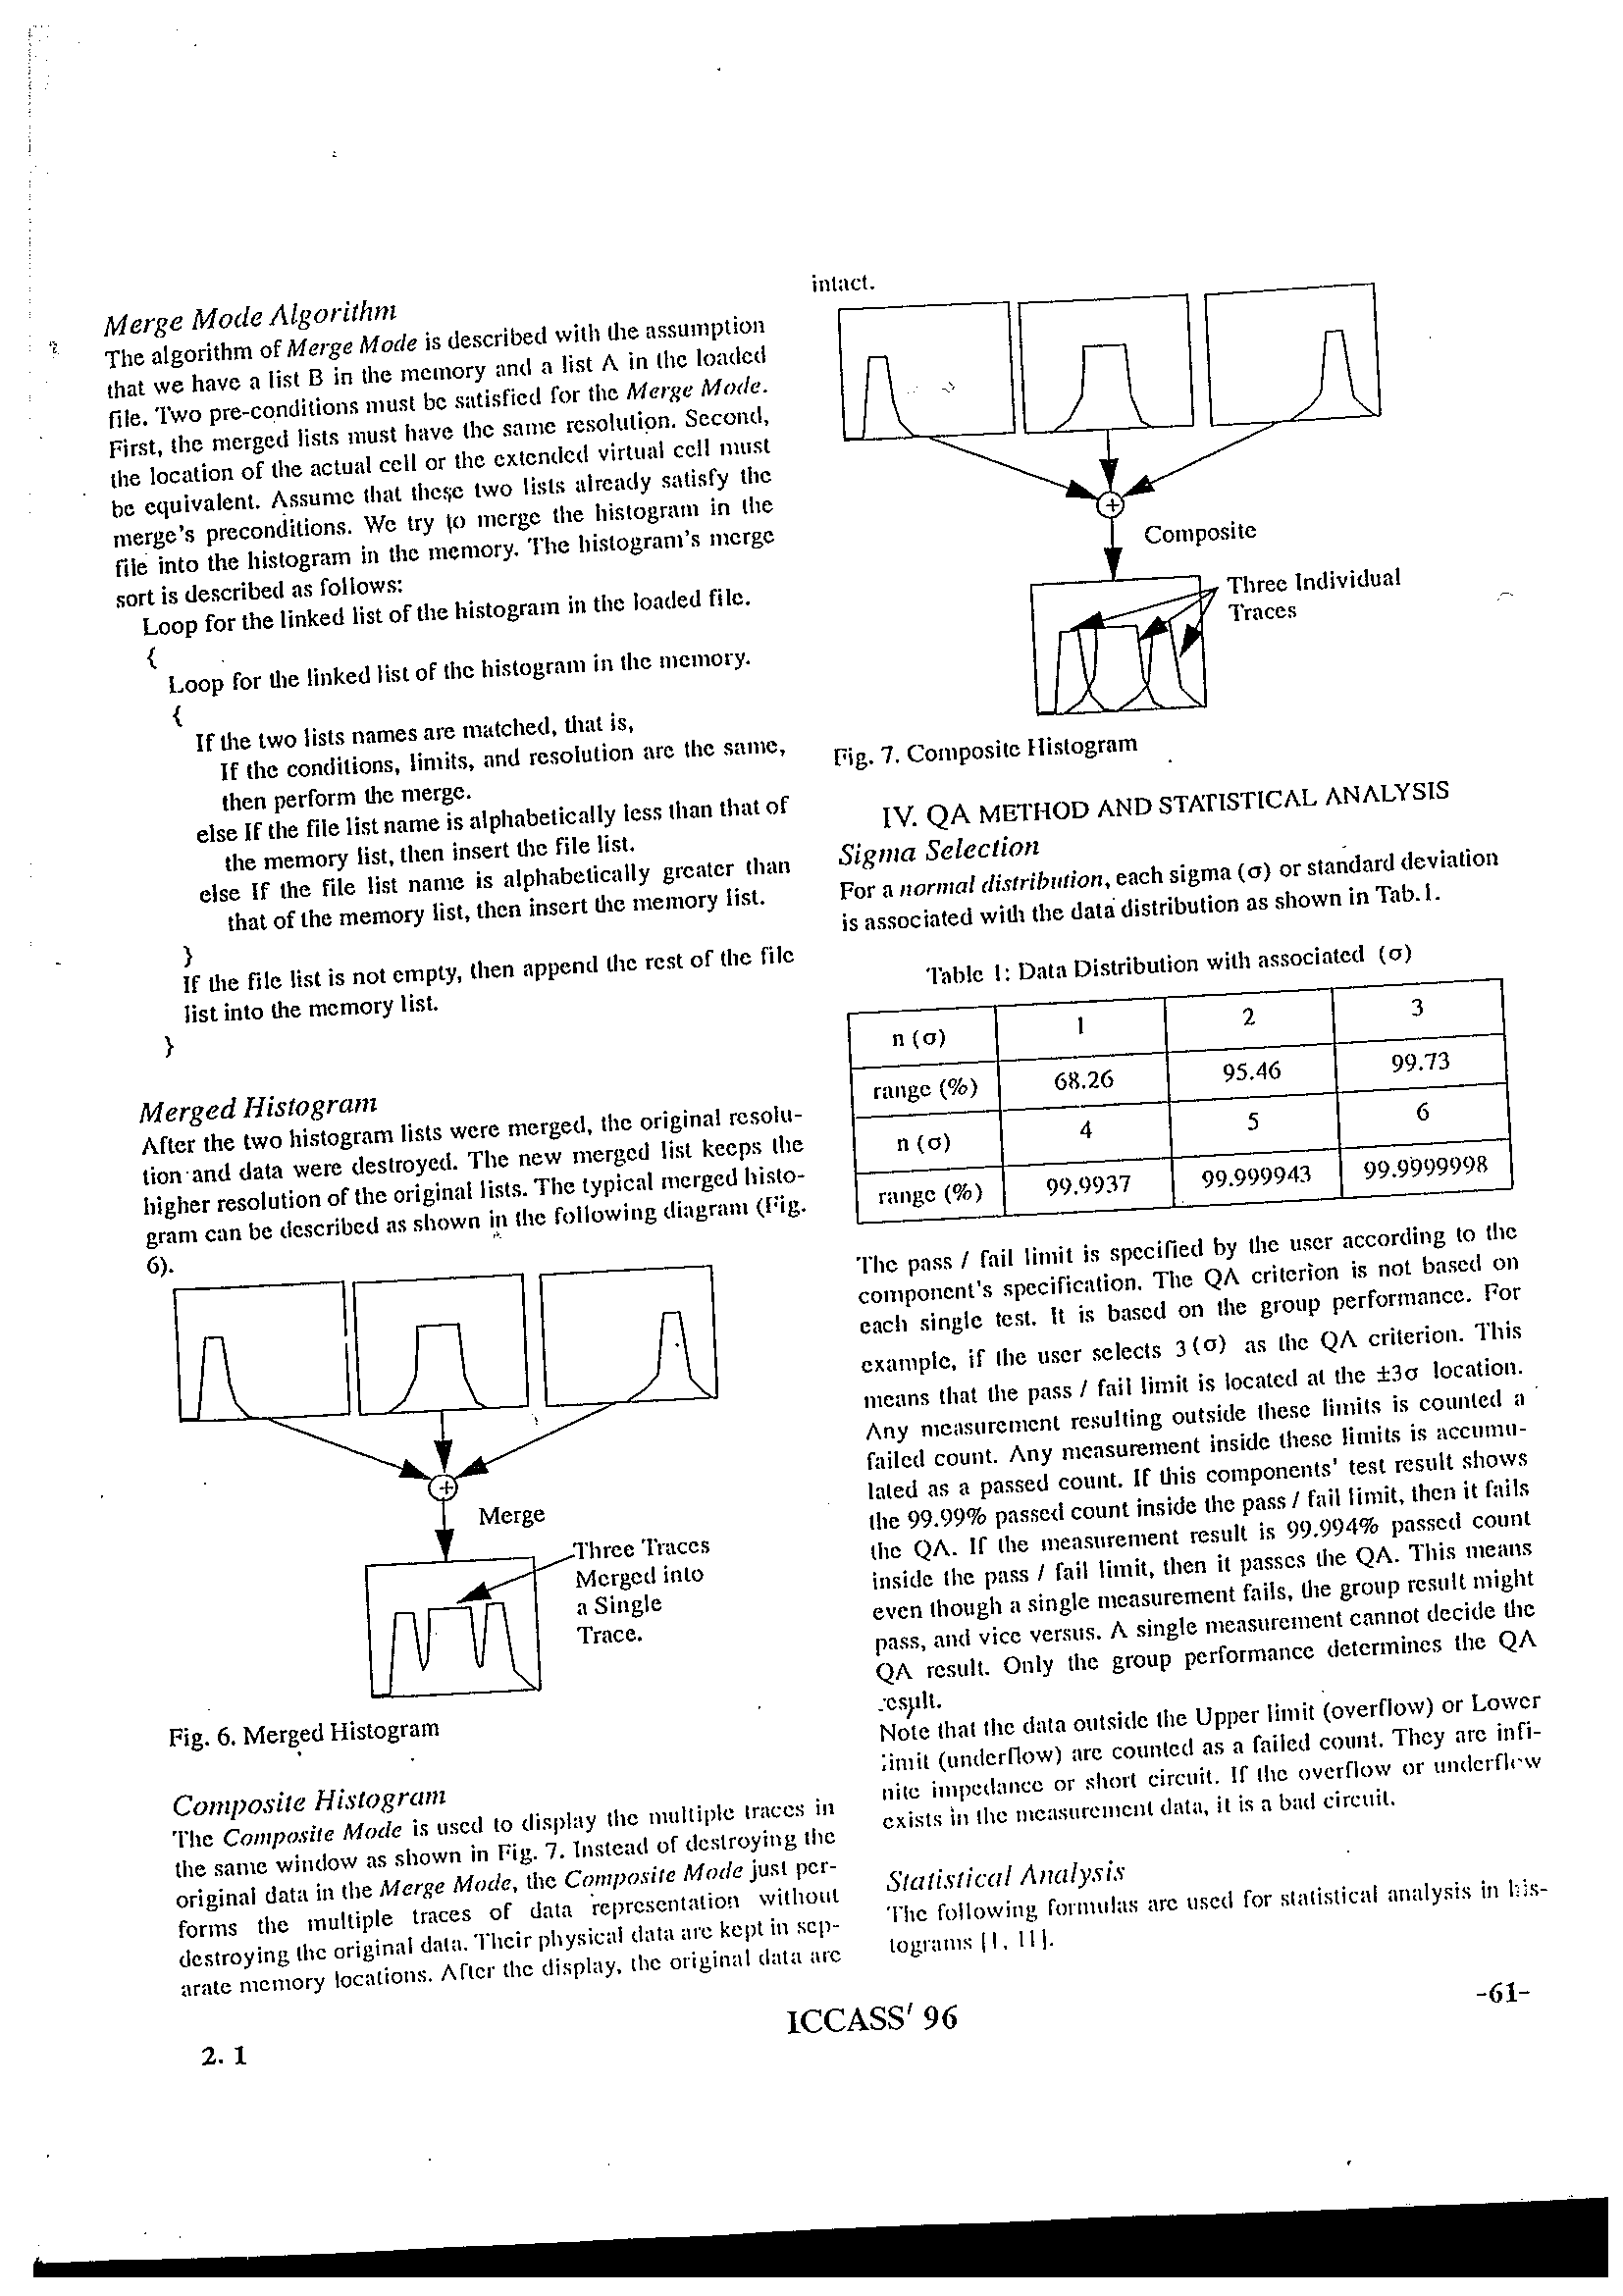 Merge Mode Algorithm
The algorithm of Merge Mode is described with the assumption
that we have a list B in the memory and a list A in the loaded
file. Two pre-conditions must be satisfied for the Merge Mode.
First, the merged lists must have the same resolution. Second,
the location of the actual cell or the extended virtual cell must
be equivalent. Assume that these two lists already satisfy the
merge's preconditions. We try to merge the histogram in the
file into the histogram in the memory. The histogram's merge
sort is described as follows:
Loop for the linked list of the histogram in the loaded file.
{
Loop for the linked list of the histogram in the memory.
{
If the two lists names are matched, that is,
If the conditions, limits, and resolution are the same,
then perform the merge.
else If the file list name is alphabetically less than that of
the memory list, then insert the file list.
else If the file list name is alphabetically greater than
that of the memory list, then insert the memory list.
}
If the file list is not empty, then append the rest of the file
list into the memory list.
}
Merged Histogram
After the two histogram lists were merged, the original resolu-
tion and data were destroyed. The new merged list keeps the
higher resolution of the original lists. The typical merged histo-
gram can be described as shown in the following diagram (Fig.
6).
+
Merge
Three Traces
Merged into
a Single
Trace.
Fig. 6. Merged Histogram
Composite Histogram
The Composite Mode is used to display the multiple traces in
the same window as shown in Fig. 7. Instead of destroying the
original data in the Merge Mode, the Composite Mode just per-
forms the multiple traces of data representation without
destroying the original data. Their physical data are kept in sep-
arate memory locations. After the display, the original data are
intact.
+
Composite
Three Individual
Traces
Fig. 7. Composite Histogram
IV. QA METHOD AND STATISTICAL ANALYSIS
Sigma Selection
For a normal distribution, each sigma (σ) or standard deviation
is associated with the data distribution as shown in Tab.1.
Table 1: Data Distribution with associated (σ)
n (σ) 1 2 3
range (%) 68.26 95.46 99.73
n (σ) 4 5 6
range (%) 99.9937 99.999943 99.9999998
The pass / fail limit is specified by the user according to the
component's specification. The QA criterion is not based on
each single test. It is based on the group performance. For
example, if the user selects 3(σ) as the QA criterion. This
means that the pass / fail limit is located at the ±3σ location.
Any measurement resulting outside these limits is counted a
failed count. Any measurement inside these limits is accumu-
lated as a passed count. If this components' test result shows
the 99.99% passed count inside the pass / fail limit, then it fails
the QA. If the measurement result is 99.994% passed count
inside the pass / fail limit, then it passes the QA. This means
even though a single measurement fails, the group result might
pass, and vice versus. A single measurement cannot decide the
QA result. Only the group performance determines the QA
result.
Note that the data outside the Upper limit (overflow) or Lower
limit (underflow) are counted as a failed count. They are infi-
nite impedance or short circuit. If the overflow or underflow
exists in the measurement data, it is a bad circuit.
Statistical Analysis
The following formulas are used for statistical analysis in his-
tograms [1, 11].
-61-
ICCASS' 96
2. 1